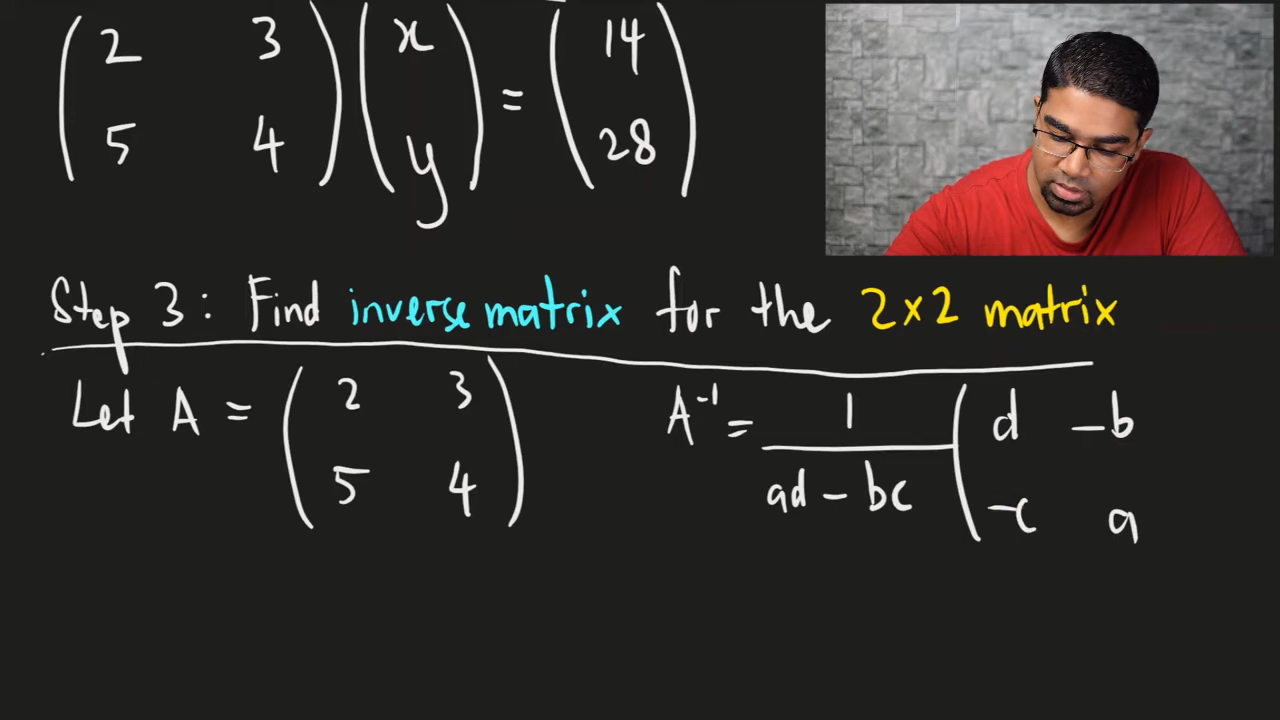 2 3 x 14
5 4 y = 28
Step 3: Find inverse matrix for the 2×2 matrix
Let A = ( 2 3
5 4 )
A⁻¹ = 1 / (ad - bc) ( d -b
-c a